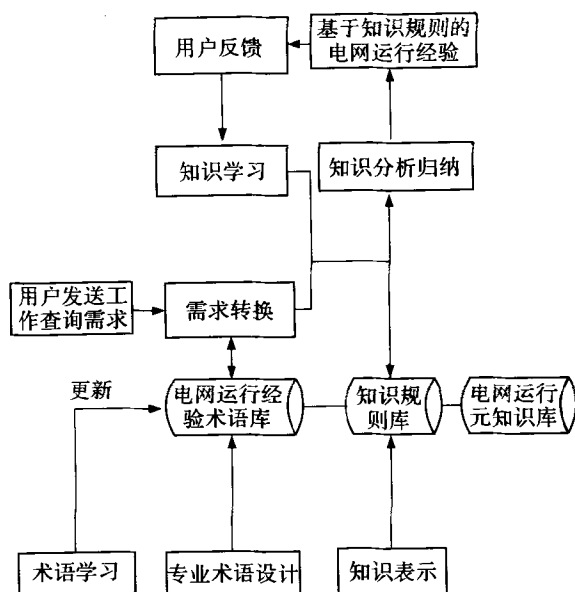 用户反馈
基于知识规则的
电网运行经验
知识学习
知识分析归纳
用户发送工
作查询需求
需求转换
更新
电网运行经
验术语库
知识规
则库
电网运行
元知识库
术语学习
专业术语设计
知识表示